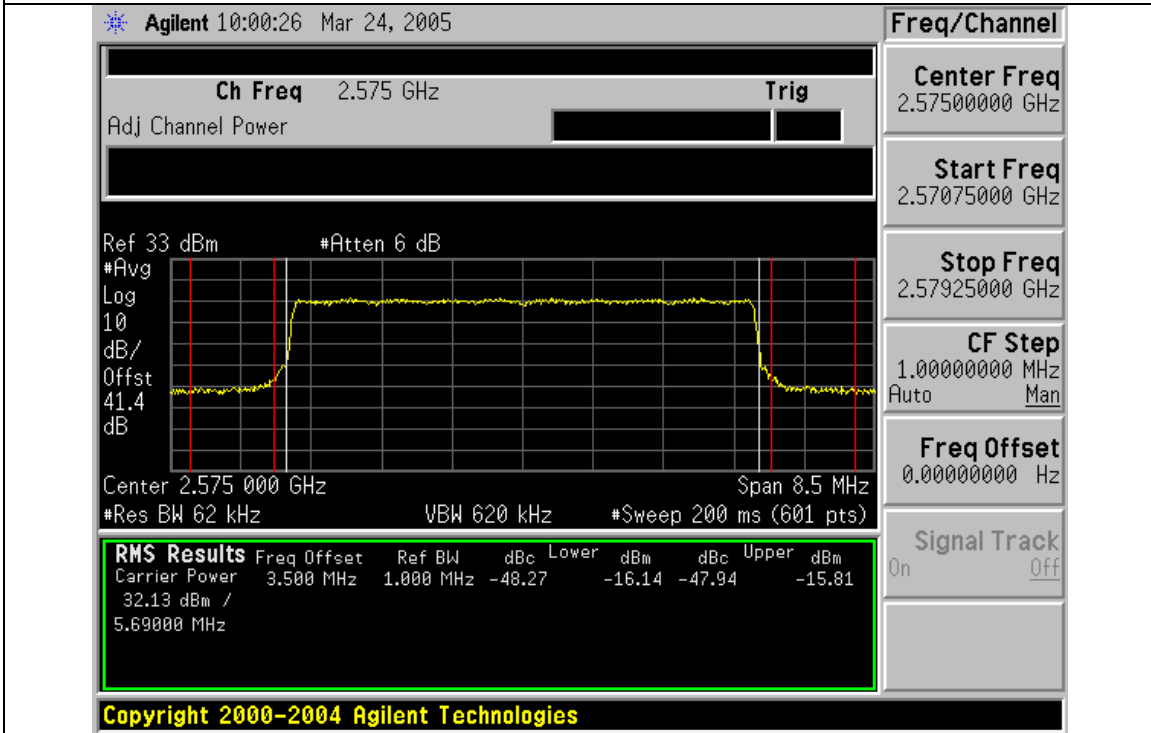 Agilent 10:00:26 Mar 24, 2005
Freq/Channel
Ch Freq 2.575 GHz Trig
Adj Channel Power
Ref 33 dBm #Atten 6 dB
#Avg
Log
10
dB/
Offst
41.4
dB
Center 2.575 000 GHz Span 8.5 MHz
#Res BW 62 kHz VBW 620 kHz #Sweep 200 ms (601 pts)
RMS Results Freq Offset Ref BW dBc Lower dBm dBc Upper dBm
Carrier Power 3.500 MHz 1.000 MHz -48.27 -16.14 -47.94 -15.81
32.13 dBm /
5.69000 MHz
Center Freq
2.57500000 GHz
Start Freq
2.57075000 GHz
Stop Freq
2.57925000 GHz
CF Step
1.00000000 MHz
Auto Man
Freq Offset
0.00000000 Hz
Signal Track
On Off
Copyright 2000-2004 Agilent Technologies